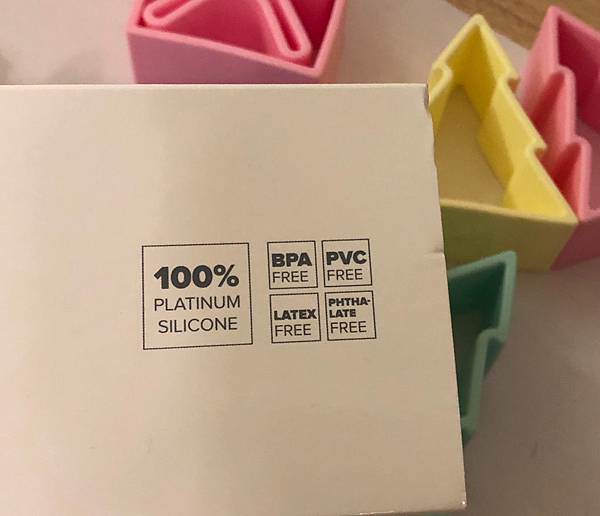 100%
PLATINUM
SILICONE
BPA
FREE
PVC
FREE
LATEX
FREE
PHTHA-
LATE
FREE